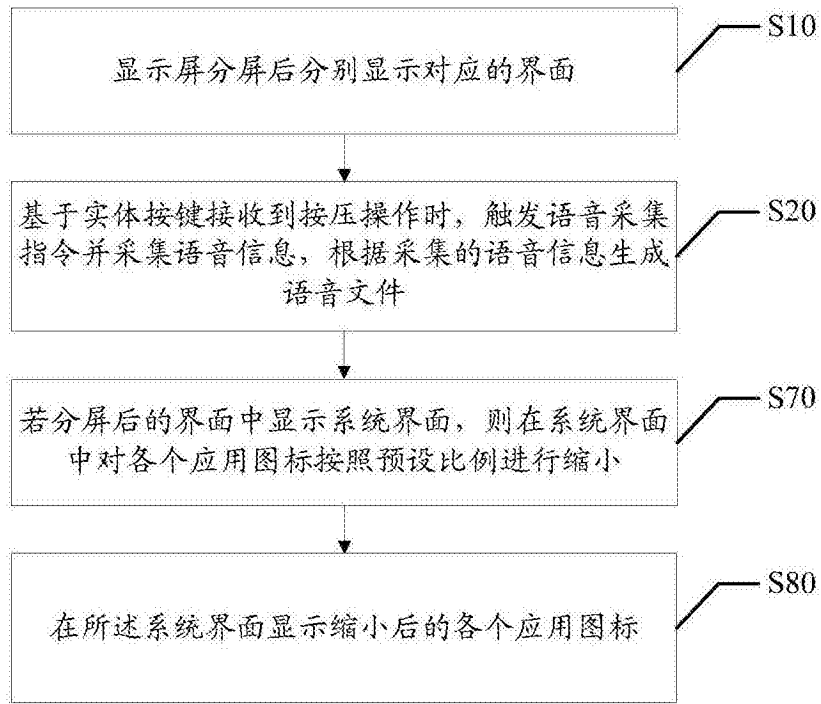 显示屏分屏后分别显示对应的界面
S10
基于实体按键接收到按压操作时，触发语音采集
指令并采集语音信息，根据采集的语音信息生成
语音文件
S20
若分屏后的界面中显示系统界面，则在系统界面
中对各个应用图标按照预设比例进行缩小
S70
在所述系统界面显示缩小后的各个应用图标
S80